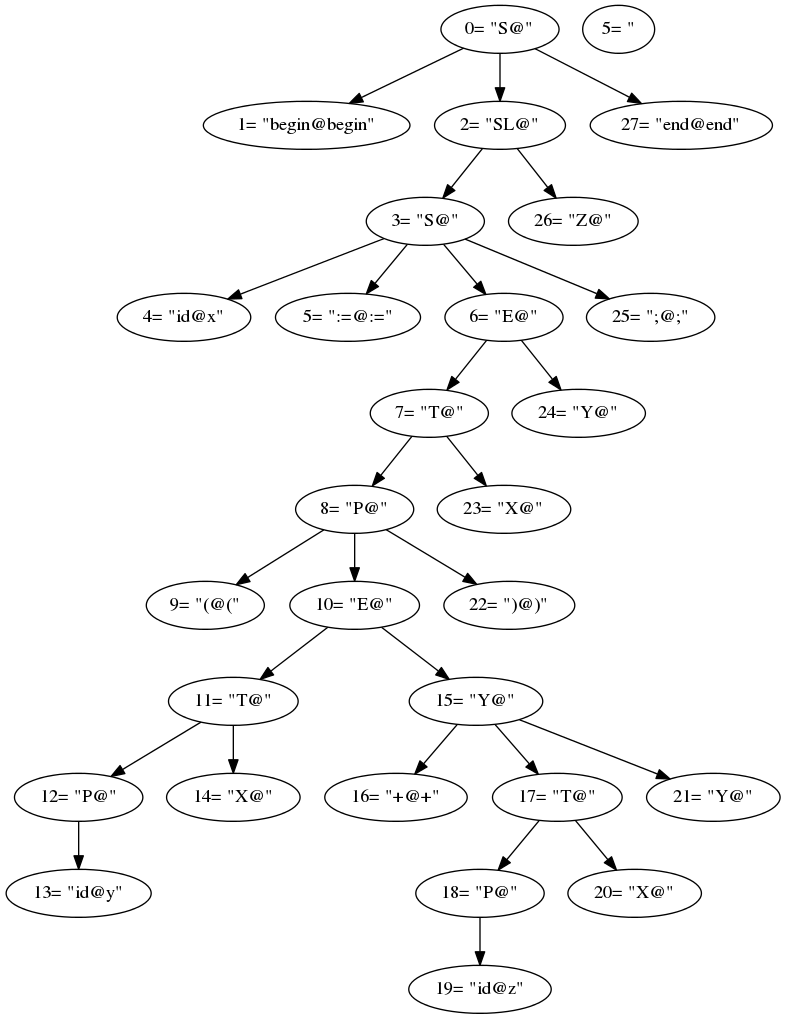 0= "S@"
5= "
1= "begin@begin"
2= "SL@"
27= "end@end"
3= "S@"
26= "Z@"
4= "id@x"
5= ":=@:="
6= "E@"
25= ";@;"
7= "T@"
24= "Y@"
8= "P@"
23= "X@"
9= "(@("
10= "E@"
22= ")@)"
11= "T@"
15= "Y@"
12= "P@"
14= "X@"
16= "+@+"
17= "T@"
21= "Y@"
13= "id@y"
18= "P@"
20= "X@"
19= "id@z"